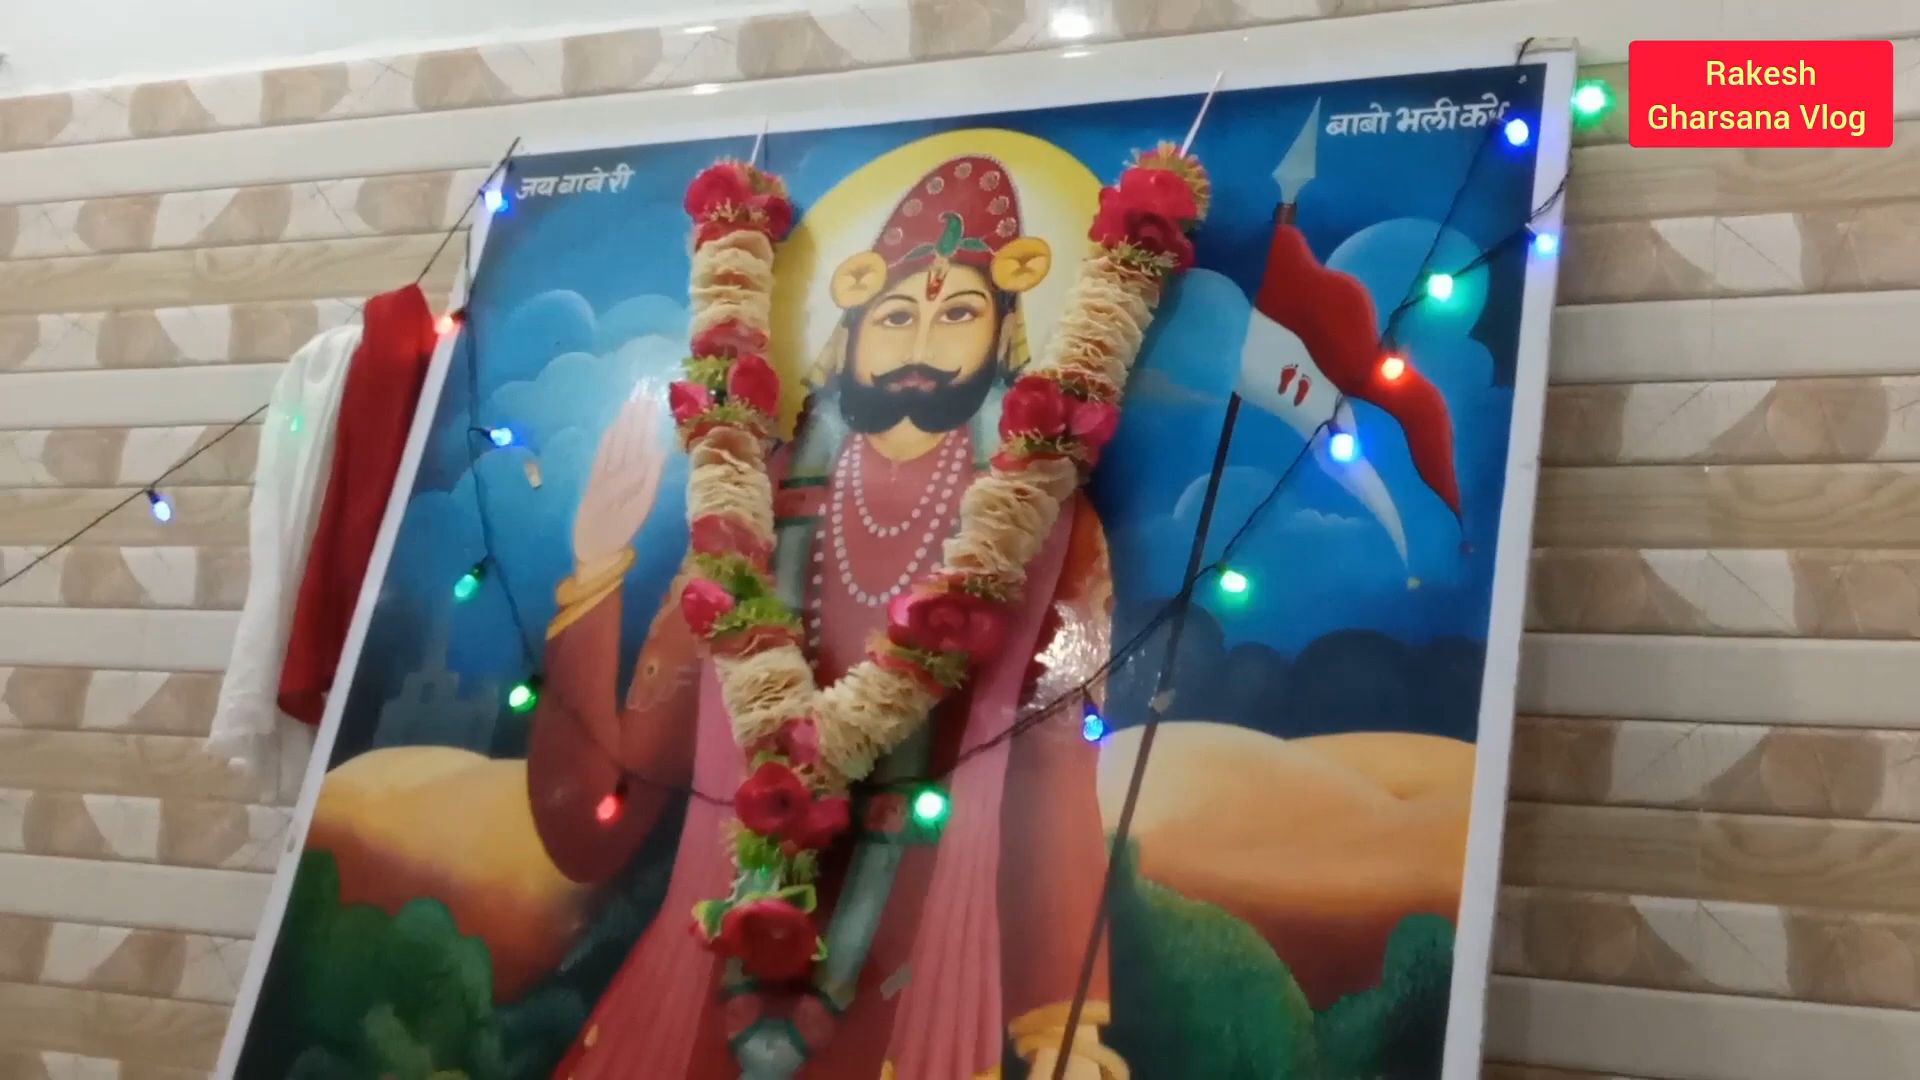 जय बाबे री
बाबो भली करे
Rakesh
Gharsana Vlog